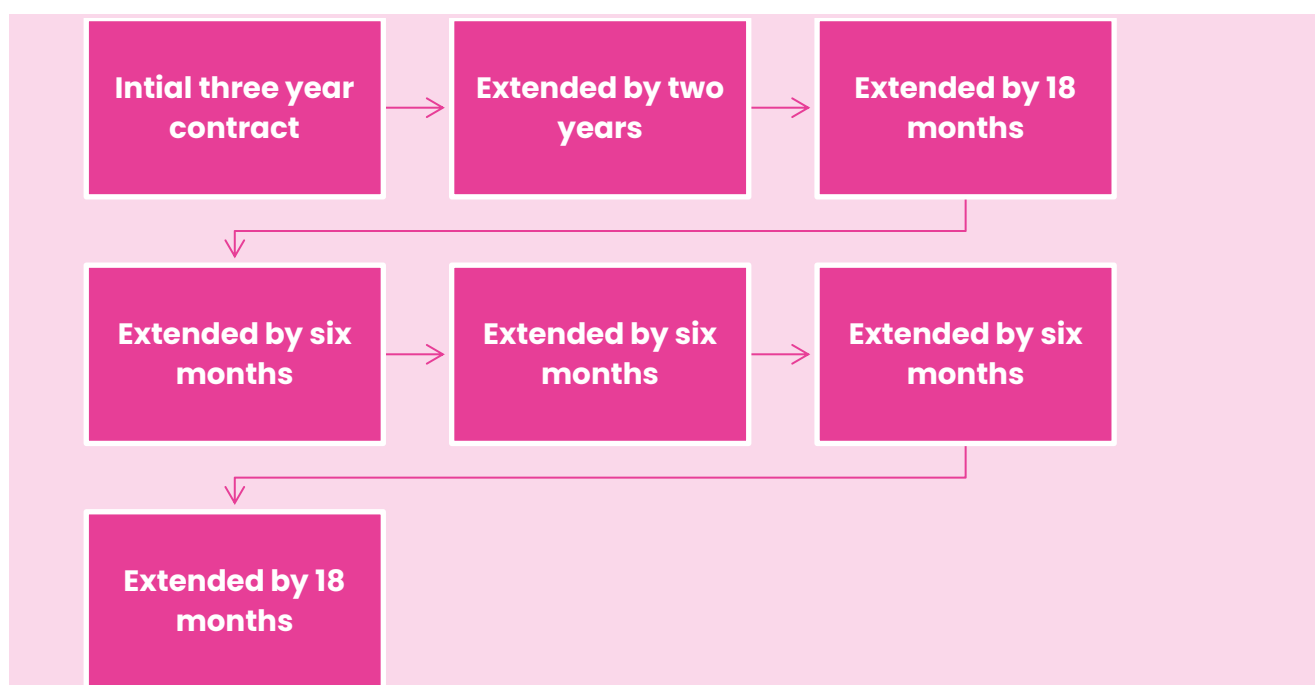 Intial three year
contract
Extended by two
years
Extended by 18
months
Extended by six
months
Extended by six
months
Extended by six
months
Extended by 18
months